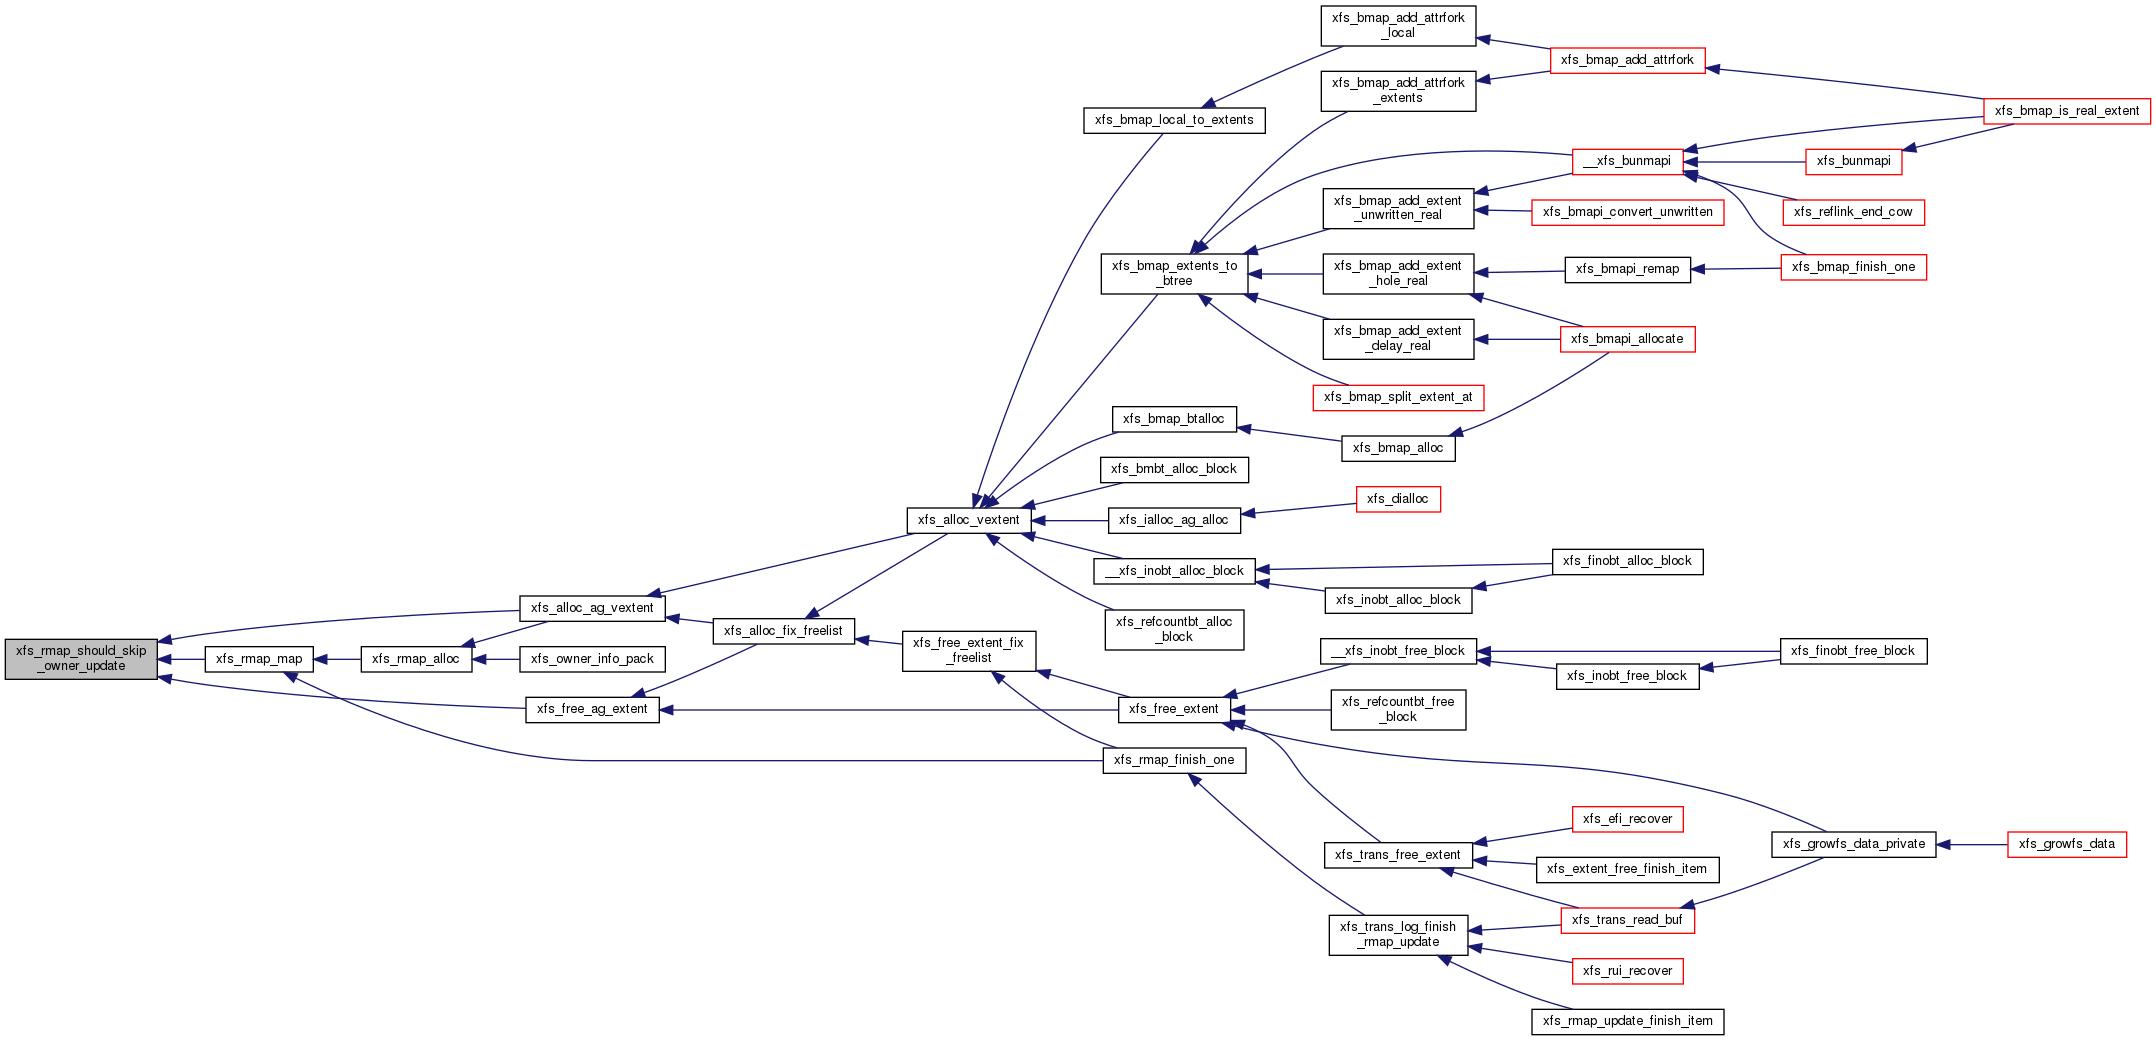 xfs_bmap_add_attrfork
_local
xfs_bmap_add_attrfork
xfs_bmap_add_attrfork
_extents
xfs_bmap_local_to_extents
xfs_bmap_is_real_extent
__xfs_bunmapi
xfs_bunmapi
xfs_bmap_add_extent
_unwritten_real
xfs_bmapi_convert_unwritten
xfs_reflink_end_cow
xfs_bmap_extents_to
_btree
xfs_bmap_add_extent
_hole_real
xfs_bmapi_remap
xfs_bmap_finish_one
xfs_bmap_add_extent
_delay_real
xfs_bmapi_allocate
xfs_bmap_split_extent_at
xfs_bmap_btalloc
xfs_bmap_alloc
xfs_bmbt_alloc_block
xfs_dialloc
xfs_alloc_vextent
xfs_ialloc_ag_alloc
__xfs_inobt_alloc_block
xfs_finobt_alloc_block
xfs_inobt_alloc_block
xfs_alloc_ag_vextent
xfs_alloc_fix_freelist
xfs_refcountbt_alloc
_block
xfs_rmap_should_skip
_owner_update
xfs_rmap_map
xfs_rmap_alloc
xfs_owner_info_pack
xfs_free_extent_fix
_freelist
__xfs_inobt_free_block
xfs_finobt_free_block
xfs_inobt_free_block
xfs_free_ag_extent
xfs_free_extent
xfs_refcountbt_free
_block
xfs_rmap_finish_one
xfs_efi_recover
xfs_trans_free_extent
xfs_growfs_data_private
xfs_growfs_data
xfs_extent_free_finish_item
xfs_trans_read_buf
xfs_trans_log_finish
_rmap_update
xfs_rui_recover
xfs_rmap_update_finish_item